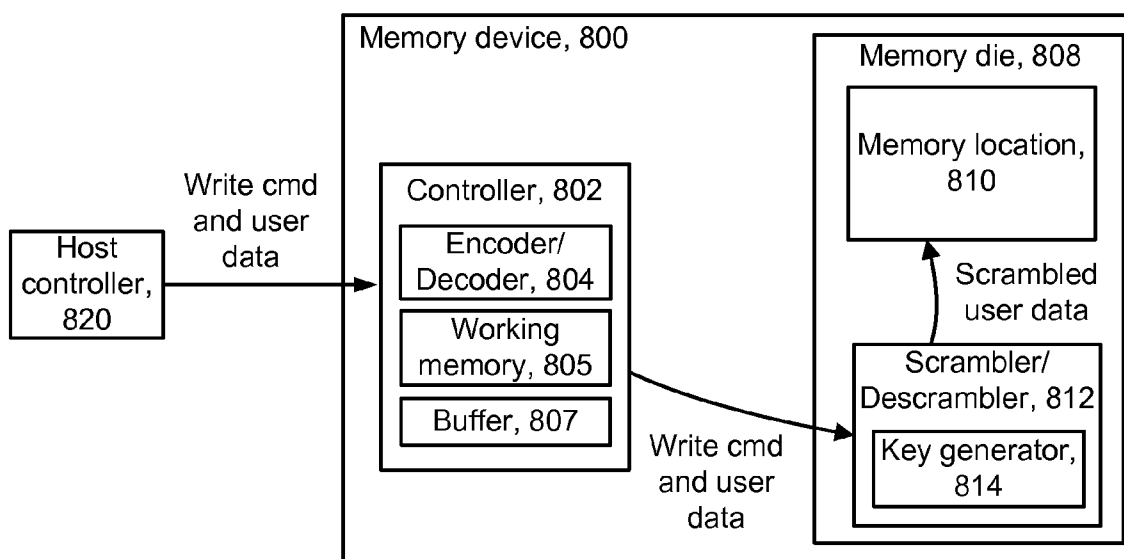 Memory device, 800
Memory die, 808
Memory location,
810
Write cmd
and user
data
Controller, 802
Encoder/
Decoder, 804
Working
memory, 805
Buffer, 807
Host
controller,
820
Scrambled
user data
Scrambler/
Descrambler, 812
Key generator,
814
Write cmd
and user
data